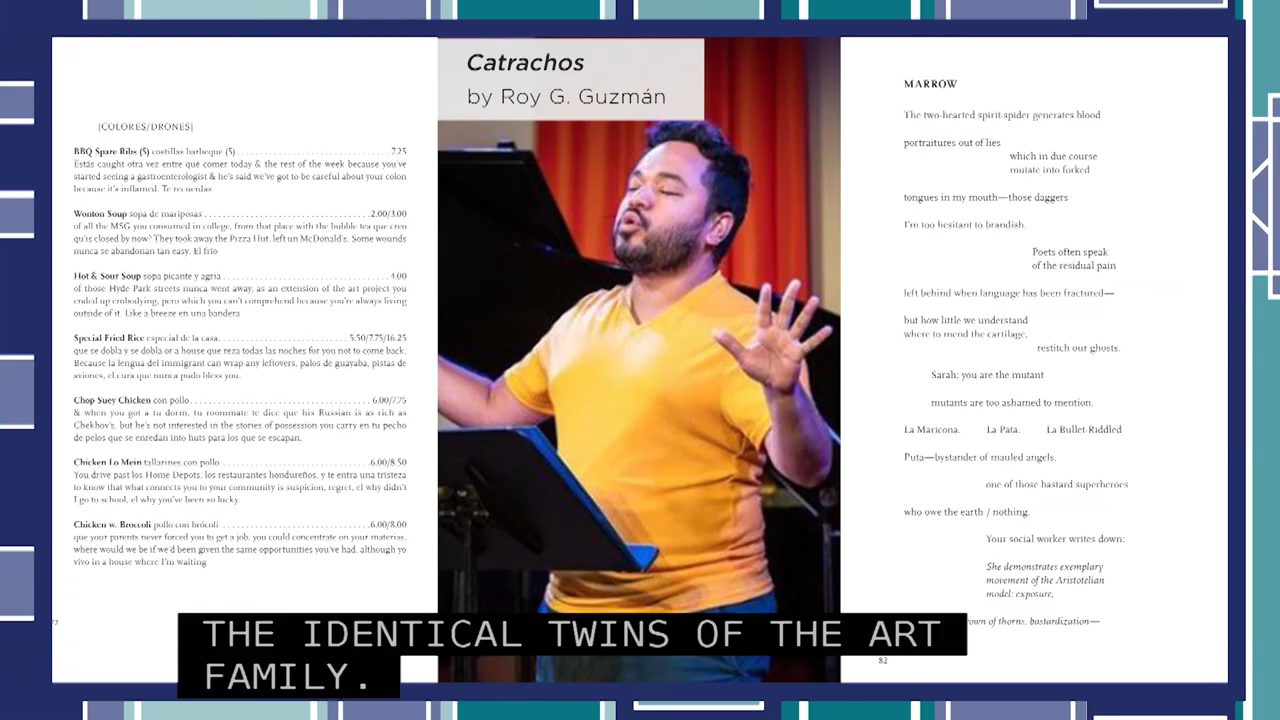 [COLORES/DRONES]
BBQ Spare Ribs (5) costillas barbeque (5) . . . . . . . . . . . . . . . . . . . . . . . . . . . . 7.25
Estás caught otra vez entre qué comer today & the rest of the week because you've
started seeing a gastroenterologist & he's said we've got to be careful about your colon
because it's inflamed. Te recuerdas
Wonton Soup sopa de mariposas . . . . . . . . . . . . . . . . . . . . . . . . . . . . . 2.00/3.00
of all the MSG you consumed in college, from that place with the bubble tea que creo
qu'is closed by now? They took away the Pizza Hut, left un McDonald's. Some wounds
nunca se abandonan tan easy. El frío
Hot & Sour Soup sopa picante y agria . . . . . . . . . . . . . . . . . . . . . . . . . . . . . . 4.00
of those Hyde Park streets nunca went away, as an extension of the art project you
ended up embodying, pero which you can't comprehend because you're always living
outside of it. Like a breeze en una bandera
Special Fried Rice especial de la casa. . . . . . . . . . . . . . . . . . . . . . . 5.50/7.75/16.25
que se dobla y se dobla or a house que reza todas las noches for you not to come back.
Because la lengua del immigrant can wrap any leftovers, palos de guayaba, pistas de
aviones, el cura que nunca pudo bless you.
Chop Suey Chicken con pollo . . . . . . . . . . . . . . . . . . . . . . . . . . . . . . . . 6.00/7.75
& when you got a tu dorm, tu roommate te dice que his Russian is as rich as
Chekhov's, but he's not interested in the stories of possession you carry en tu pecho
de pelos que se enredan into huts para los que se escapan.
Chicken Lo Mein tallarines con pollo . . . . . . . . . . . . . . . . . . . . . . . . . . 6.00/8.50
You drive past los Home Depots, los restaurantes hondureños, y te entra una tristeza
to know that what connects you to your community is suspicion, regret, el why didn't
I go to school, el why you've been so lucky
Chicken w. Broccoli pollo con brócoli . . . . . . . . . . . . . . . . . . . . . . . . . .6.00/8.00
que your parents never forced you to get a job, you could concentrate on your materias,
where would we be if we'd been given the same opportunities you've had, although yo
vivo in a house where I'm waiting
72
Catrachos
by Roy G. Guzmán
MARROW
The two-hearted spirit-spider generates blood
portraitures out of lies
which in due course
mutate into forked
tongues in my mouth—those daggers
I'm too hesitant to brandish.
Poets often speak
of the residual pain
left behind when language has been fractured—
but how little we understand
where to mend the cartilage,
restitch our ghosts.
Sarah: you are the mutant
mutants are too ashamed to mention.
La Maricona. La Pata. La Bullet-Riddled
Puta—bystander of mauled angels.
one of those bastard superheroes
who owe the earth / nothing.
Your social worker writes down:
She demonstrates exemplary
movement of the Aristotelian
model: exposure,
of thorns, bastardization—
82
THE IDENTICAL TWINS OF THE ART
FAMILY.